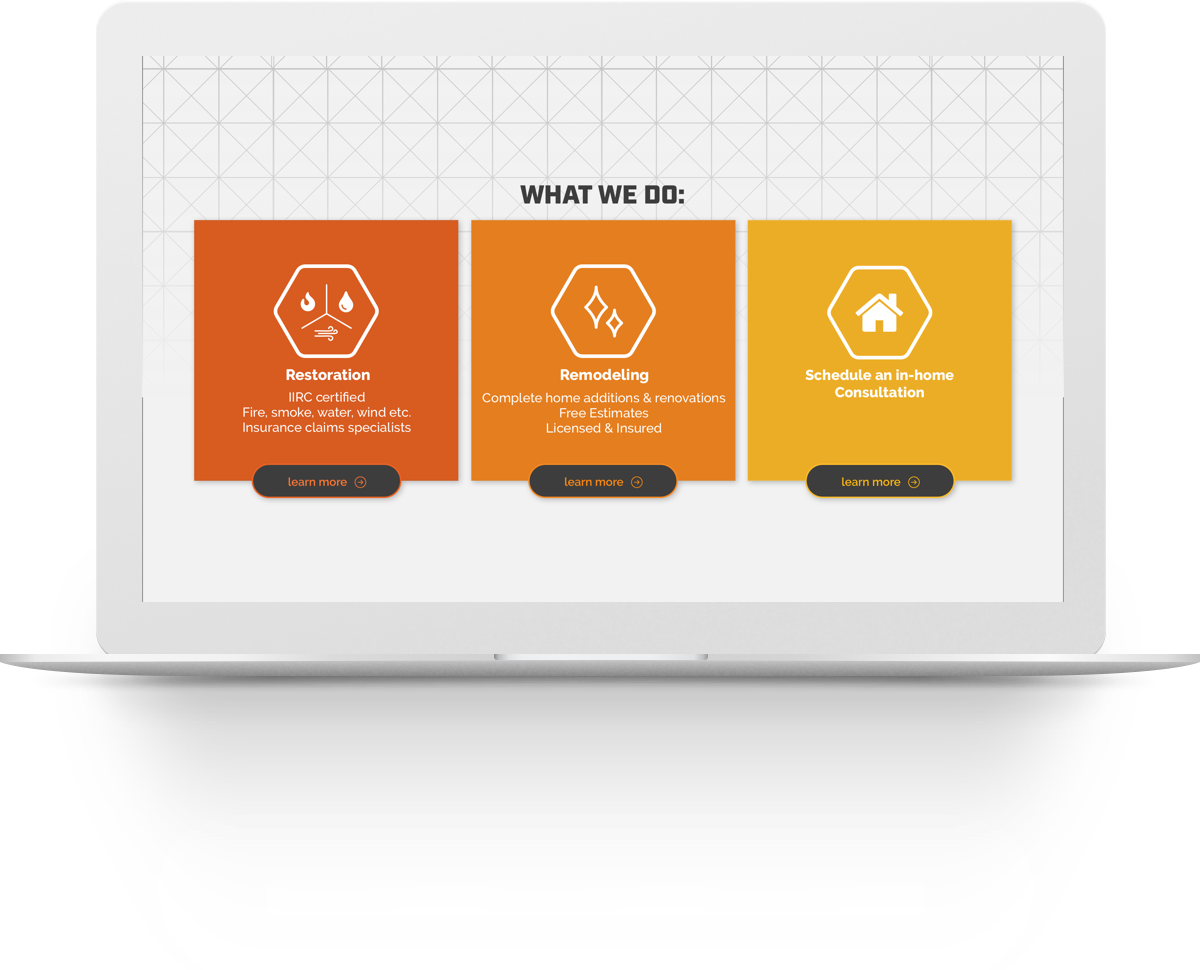 WHAT WE DO:
Restoration
IIRC certified
Fire, smoke, water, wind etc.
Insurance claims specialists
learn more
Remodeling
Complete home additions & renovations
Free Estimates
Licensed & Insured
learn more
Schedule an in-home
Consultation
learn more